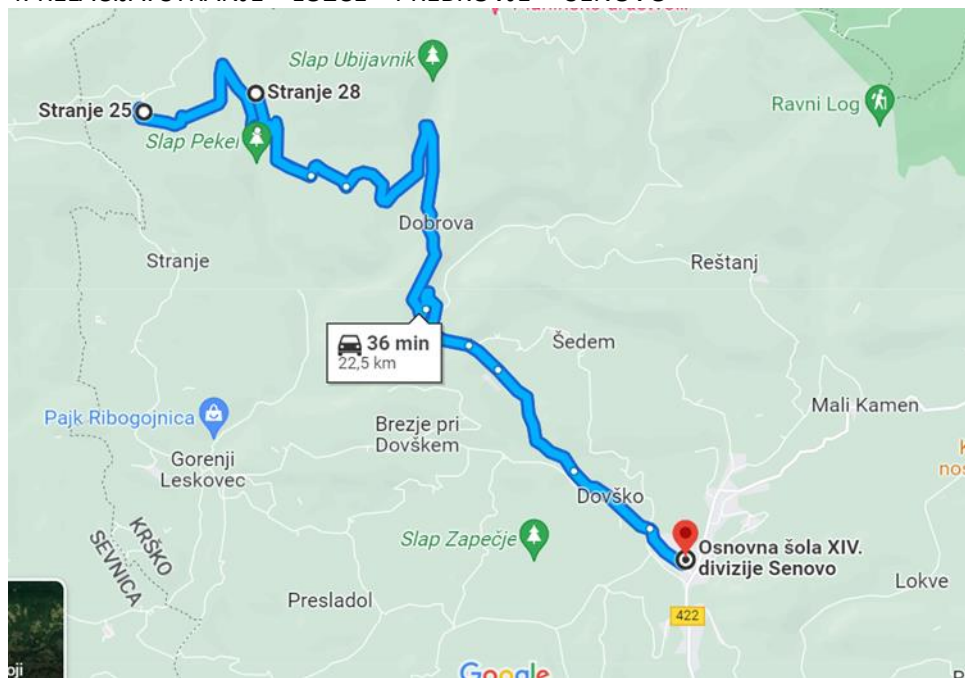 Slap Ubijavnik
Stranje 28
Stranje 25
Ravni Log
Slap Pekel
Dobrova
Stranje
Reštanj
36 min
22,5 km
Šedem
Mali Kamen
Pajk Ribogojnica
Brezje pri
Dovškem
Gorenji
Leskovec
Dovško
KRŠKO
SEVNICA
Slap Zapečje
Osnovna šola XIV.
divizije Senovo
Lokve
Presladol
422
Google